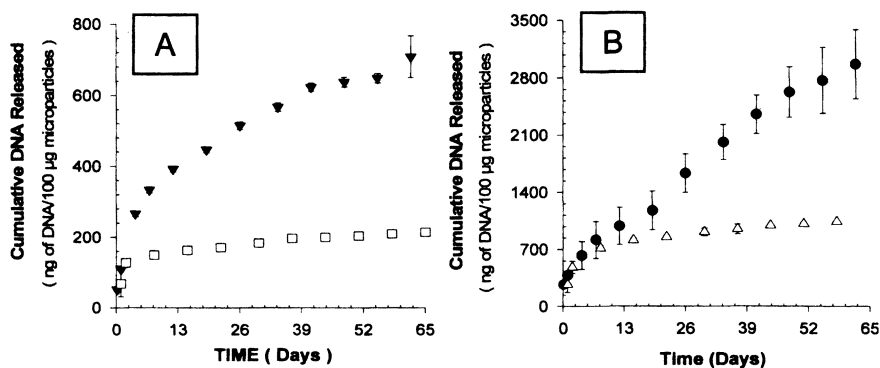 A
Cumulative DNA Released
( ng of DNA/100 µg microparticles )
800
600
400
200
0
0 13 26 39 52 65
TIME ( Days )
B
Cumulative DNA Released
( ng of DNA/100 µg microparticles )
3500
2800
2100
1400
700
0
0 13 26 39 52 65
Time (Days)